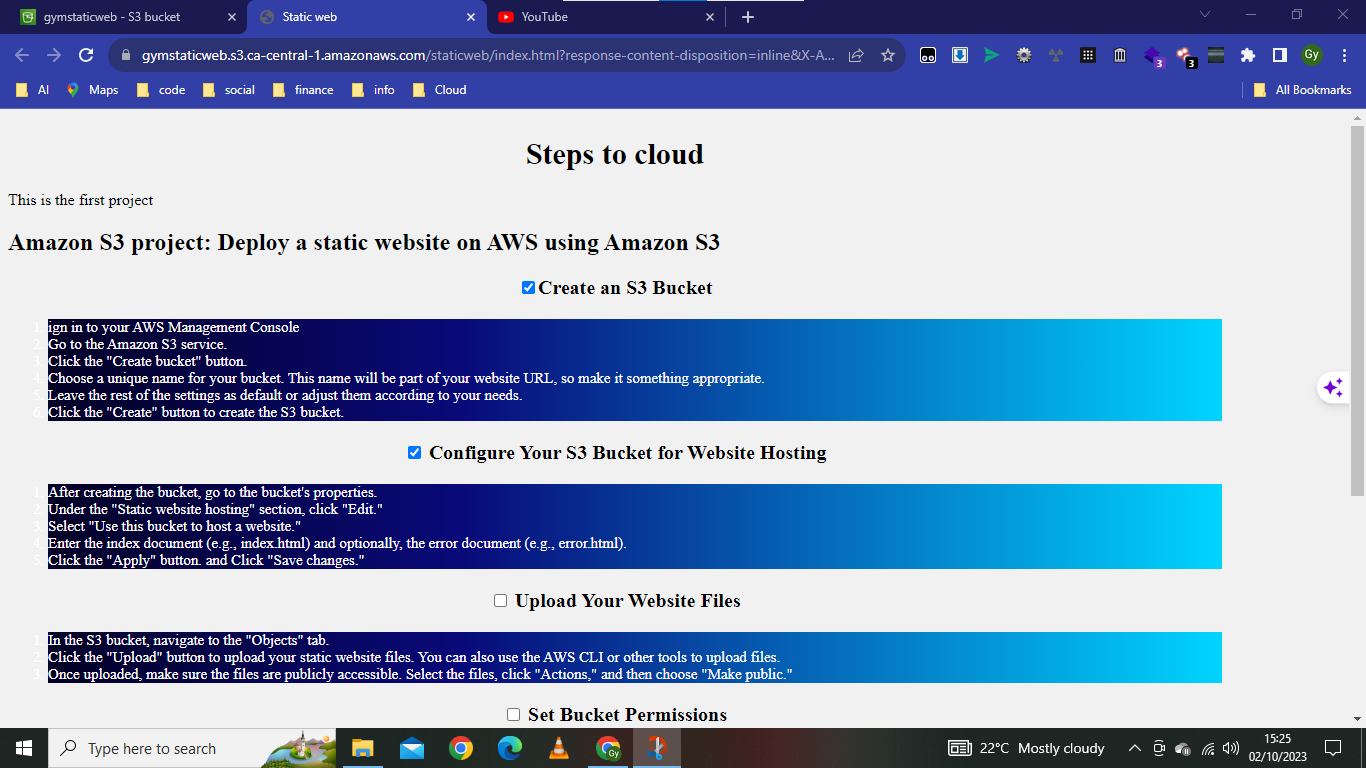 gymstaticweb - S3 bucket
Static web
YouTube
gymstaticweb.s3.ca-central-1.amazonaws.com/staticweb/index.html?response-content-disposition=inline&X-A...
3
3
Gy
AI
Maps
code
social
finance
info
Cloud
All Bookmarks
Steps to cloud
This is the first project
Amazon S3 project: Deploy a static website on AWS using Amazon S3
Create an S3 Bucket
1. ign in to your AWS Management Console
2. Go to the Amazon S3 service.
3. Click the "Create bucket" button.
4. Choose a unique name for your bucket. This name will be part of your website URL, so make it something appropriate.
5. Leave the rest of the settings as default or adjust them according to your needs.
6. Click the "Create" button to create the S3 bucket.
Configure Your S3 Bucket for Website Hosting
1. After creating the bucket, go to the bucket's properties.
2. Under the "Static website hosting" section, click "Edit."
3. Select "Use this bucket to host a website."
4. Enter the index document (e.g., index.html) and optionally, the error document (e.g., error.html).
5. Click the "Apply" button. and Click "Save changes."
Upload Your Website Files
1. In the S3 bucket, navigate to the "Objects" tab.
2. Click the "Upload" button to upload your static website files. You can also use the AWS CLI or other tools to upload files.
3. Once uploaded, make sure the files are publicly accessible. Select the files, click "Actions," and then choose "Make public."
Set Bucket Permissions
Type here to search
Gy
22°C Mostly cloudy
15:25
02/10/2023